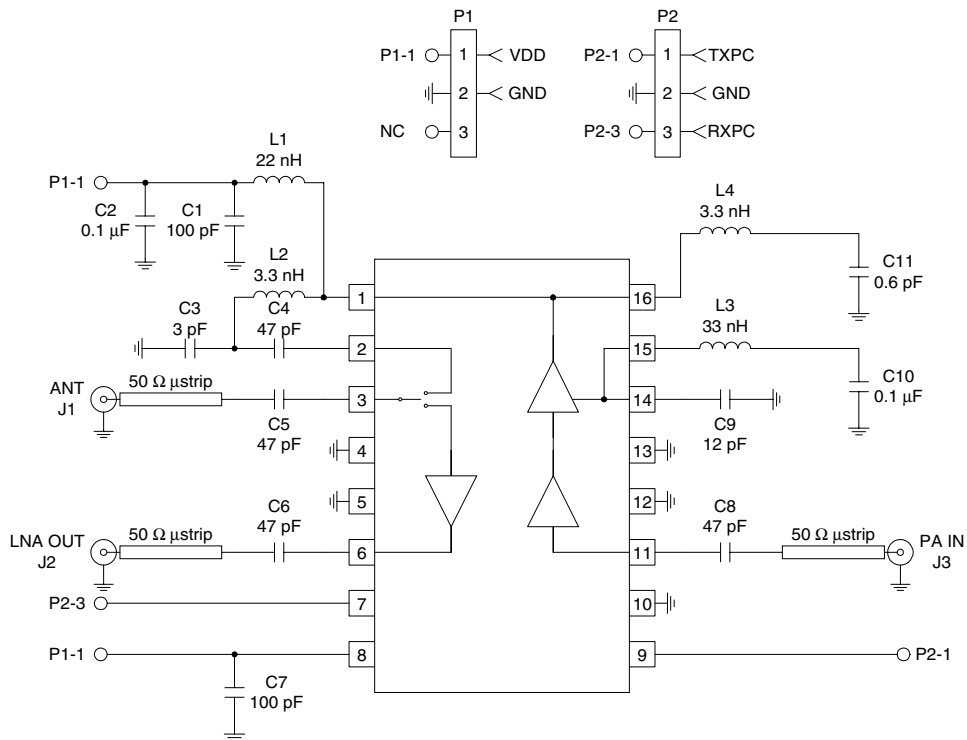 P1
P1-1 1 VDD
2 GND
NC 3
P2
P2-1 1 TXPC
2 GND
P2-3 3 RXPC
L1
22 nH
P1-1
C2
0.1 μF
C1
100 pF
L2
3.3 nH
C3
3 pF
C4
47 pF
50 Ω μstrip
ANT
J1
C5
47 pF
C6
47 pF
50 Ω μstrip
LNA OUT
J2
P2-3
P1-1
C7
100 pF
1
2
3
4
5
6
7
8
16
15
14
13
12
11
10
9
L4
3.3 nH
C11
0.6 pF
L3
33 nH
C10
0.1 μF
C9
12 pF
C8
47 pF
50 Ω μstrip
PA IN
J3
P2-1